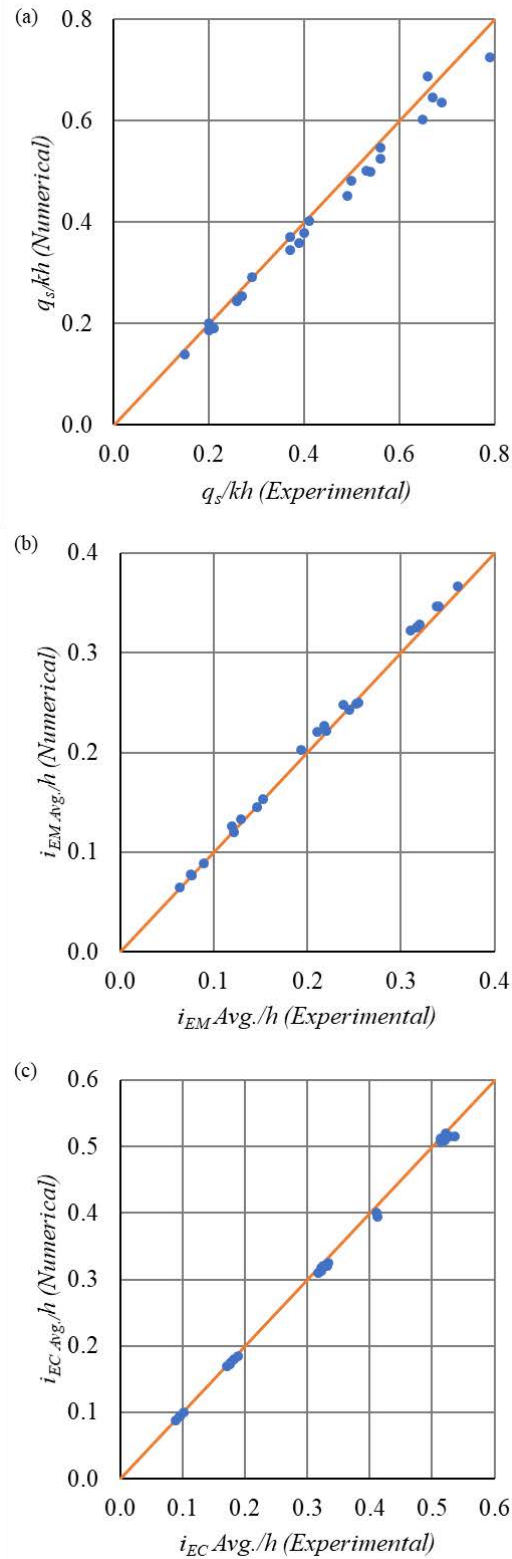 (a)
0.8
0.6
0.4
0.2
0.0
qs/kh (Numerical)
0.0 0.2 0.4 0.6 0.8
qs/kh (Experimental)
(b)
0.4
0.3
0.2
0.1
0.0
iEM Avg./h (Numerical)
0.0 0.1 0.2 0.3 0.4
iEM Avg./h (Experimental)
(c)
0.6
0.5
0.4
0.3
0.2
0.1
0.0
iEC Avg./h (Numerical)
0.0 0.1 0.2 0.3 0.4 0.5 0.6
iEC Avg./h (Experimental)